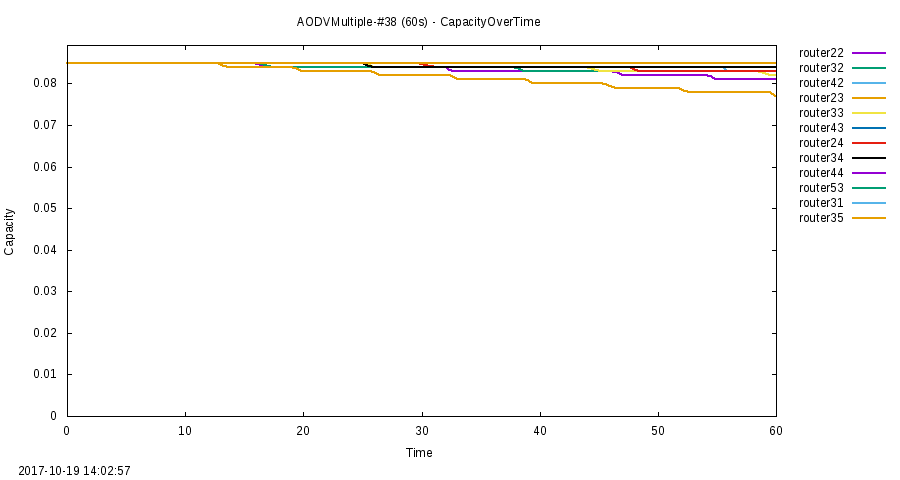 AODVMultiple-#38 (60s) - CapacityOverTime
router22
router32
router42
router23
router33
router43
router24
router34
router44
router53
router31
router35
0.08
0.07
0.06
0.05
0.04
0.03
0.02
0.01
0
Capacity
0 10 20 30 40 50 60
Time
2017-10-19 14:02:57